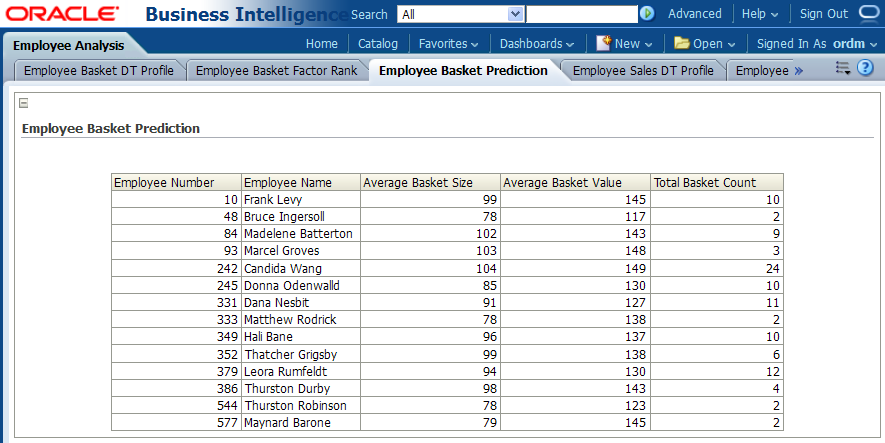 ORACLE Business Intelligence Search All Advanced Help Sign Out
Employee Analysis Home Catalog Favorites Dashboards New Open Signed In As ordm
Employee Basket DT Profile Employee Basket Factor Rank Employee Basket Prediction Employee Sales DT Profile Employee » ?
Employee Basket Prediction
Employee Number Employee Name Average Basket Size Average Basket Value Total Basket Count
10 Frank Levy 99 145 10
48 Bruce Ingersoll 78 117 2
84 Madelene Batterton 102 143 9
93 Marcel Groves 103 148 3
242 Candida Wang 104 149 24
245 Donna Odenwalld 85 130 10
331 Dana Nesbit 91 127 11
333 Matthew Rodrick 78 138 2
349 Hali Bane 96 137 10
352 Thatcher Grigsby 99 138 6
379 Leora Rumfeldt 94 130 12
386 Thurston Durby 98 143 4
544 Thurston Robinson 78 123 2
577 Maynard Barone 79 145 2